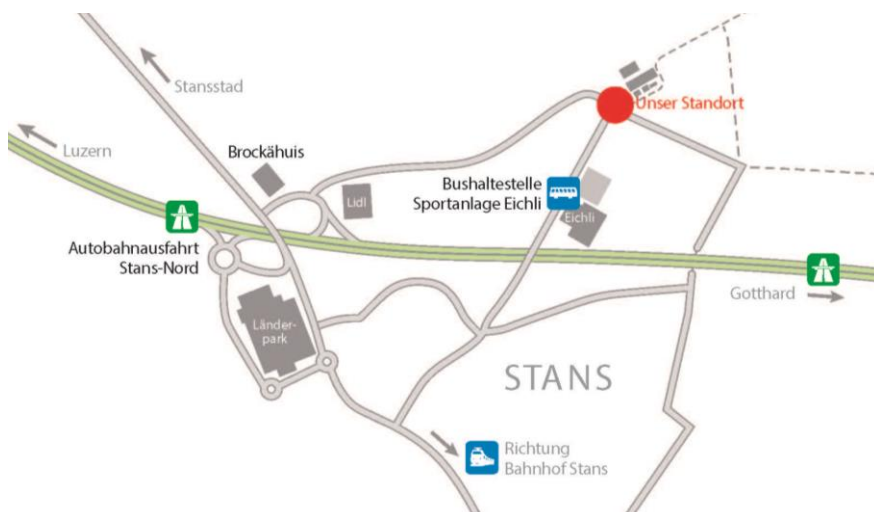 Stansstad
Unser Standort
Luzern
Brockähuis
Bushaltestelle
Sportanlage Eichli
Lidl
Eichli
Autobahnausfahrt
Stans-Nord
Gotthard
Länder-
park
STANS
Richtung
Bahnhof Stans